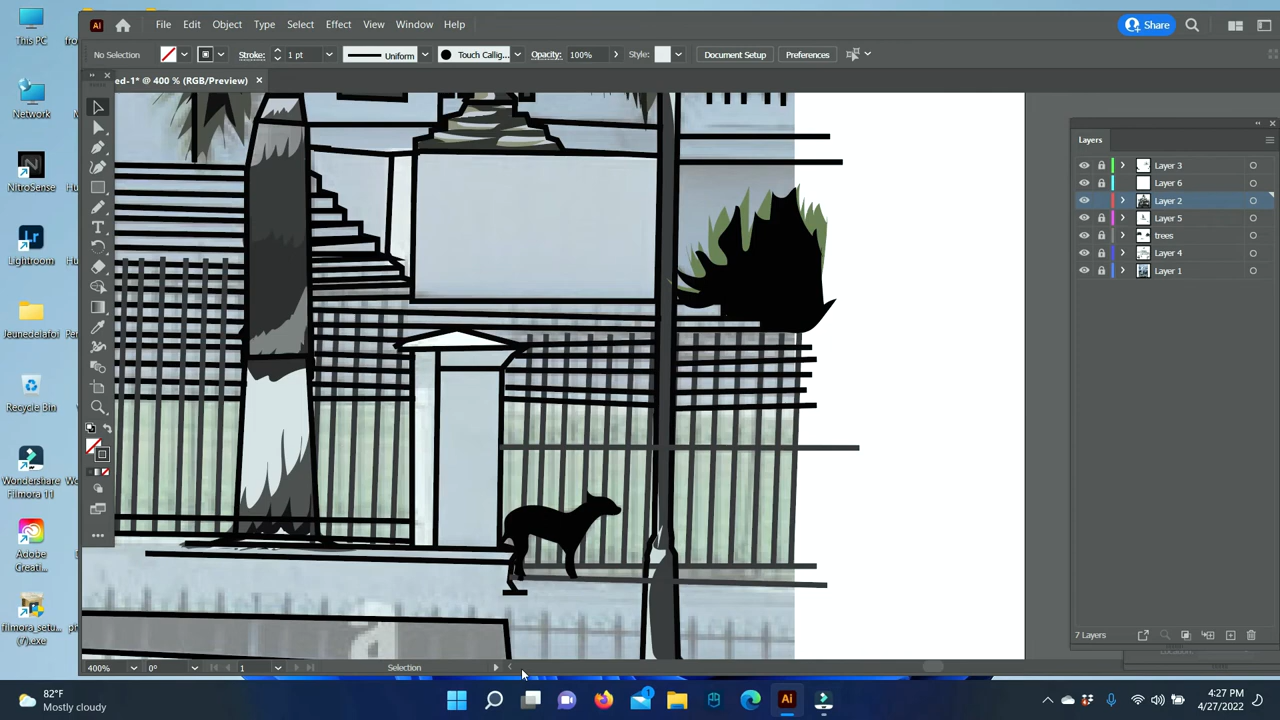 This PC
Network
NitroSense
Lightroom
Recycle Bin
Wondershare
Filmora 11
Adobe
Creati...
filmora_setu...
(7).exe
File Edit Object Type Select Effect View Window Help
Share
No Selection Stroke: 1 pt Uniform Touch Callig... Opacity: 100% Style: Document Setup Preferences
ed-1* @ 400 % (RGB/Preview)
Layers
Layer 3
Layer 6
Layer 2
Layer 5
trees
Layer 4
Layer 1
7 Layers
400% 0° 1 Selection
82°F
Mostly cloudy
4:27 PM
4/27/2022